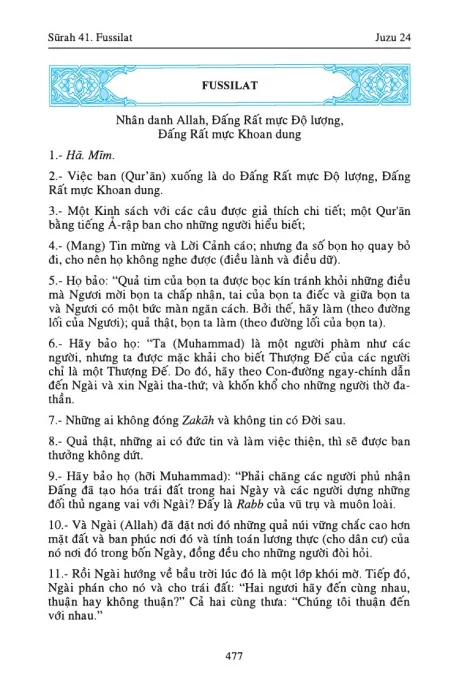 Sūrah 41. Fussilat Juzu 24
FUSSILAT
Nhân danh Allah, Đấng Rất mực Độ lượng,
Đấng Rất mực Khoan dung
1.- Hā. Mīm.
2.- Việc ban (Qur'ān) xuống là do Đấng Rất mực Độ lượng, Đấng
Rất mực Khoan dung.
3.- Một Kinh sách với các câu được giả thích chi tiết; một Qur'ān
bằng tiếng Ả-rập ban cho những người hiểu biết;
4.- (Mang) Tin mừng và Lời Cảnh cáo; nhưng đa số bọn họ quay bỏ
đi, cho nên họ không nghe được (điều lành và điều dữ).
5.- Họ bảo: “Quả tim của bọn ta được bọc kín tránh khỏi những điều
mà Ngươi mời bọn ta chấp nhận, tai của bọn ta điếc và giữa bọn ta
và Ngươi có một bức màn ngăn cách. Bởi thế, hãy làm (theo đường
lối của Ngươi); quả thật, bọn ta làm (theo đường lối của bọn ta).
6.- Hãy bảo họ: “Ta (Muhammad) là một người phàm như các
người, nhưng ta được mặc khải cho biết Thượng Đế của các người
chỉ là một Thượng Đế. Do đó, hãy theo Con-đường ngay-chính dẫn
đến Ngài và xin Ngài tha-thứ; và khốn khổ cho những người thờ đa-
thần.
7.- Những ai không đóng Zakāh và không tin có Đời sau.
8.- Quả thật, những ai có đức tin và làm việc thiện, thì sẽ được ban
thưởng không dứt.
9.- Hãy bảo họ (hỡi Muhammad): “Phải chăng các người phủ nhận
Đấng đã tạo hóa trái đất trong hai Ngày và các người dựng những
đối thủ ngang vai với Ngài? Đấy là Rabb của vũ trụ và muôn loài.
10.- Và Ngài (Allah) đã đặt nơi đó những quả núi vững chắc cao hơn
mặt đất và ban phúc nơi đó và tính toán lương thực (cho dân cư) của
nó nơi đó trong bốn Ngày, đồng đều cho những người đòi hỏi.
11.- Rồi Ngài hướng về bầu trời lúc đó là một lớp khói mờ. Tiếp đó,
Ngài phán cho nó và cho trái đất: “Hai ngươi hãy đến cùng nhau,
thuận hay không thuận?” Cả hai cùng thưa: “Chúng tôi thuận đến
với nhau.”
477